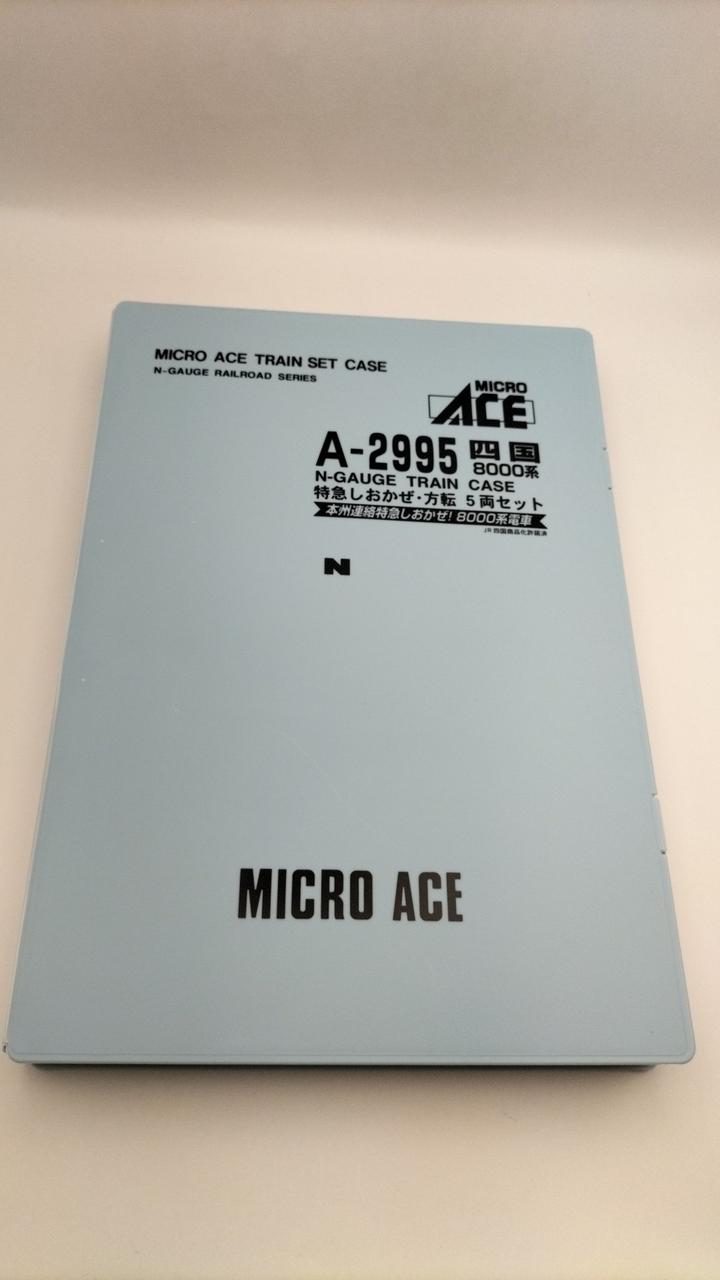 MICRO ACE TRAIN SET CASE
N-GAUGE RAILROAD SERIES
MICRO
ACE
A-2995 四国
8000系
N-GAUGE TRAIN CASE
特急しおかぜ・方転 5両セット
本州連絡特急しおかぜ! 8000系電車
JR四国商品化許諾済
N
MICRO ACE